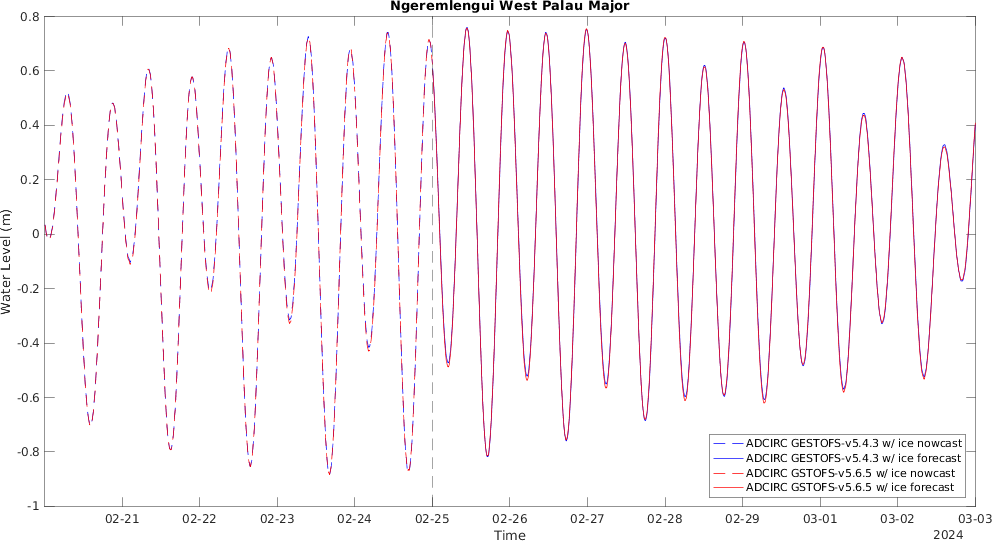 Ngeremlengui West Palau Major
0.8
0.6
0.4
0.2
0
-0.2
-0.4
-0.6
-0.8
-1
Water Level (m)
ADCIRC GESTOFS-v5.4.3 w/ ice nowcast
ADCIRC GESTOFS-v5.4.3 w/ ice forecast
ADCIRC GSTOFS-v5.6.5 w/ ice nowcast
ADCIRC GSTOFS-v5.6.5 w/ ice forecast
02-21 02-22 02-23 02-24 02-25 02-26 02-27 02-28 02-29 03-01 03-02 03-03
Time
2024